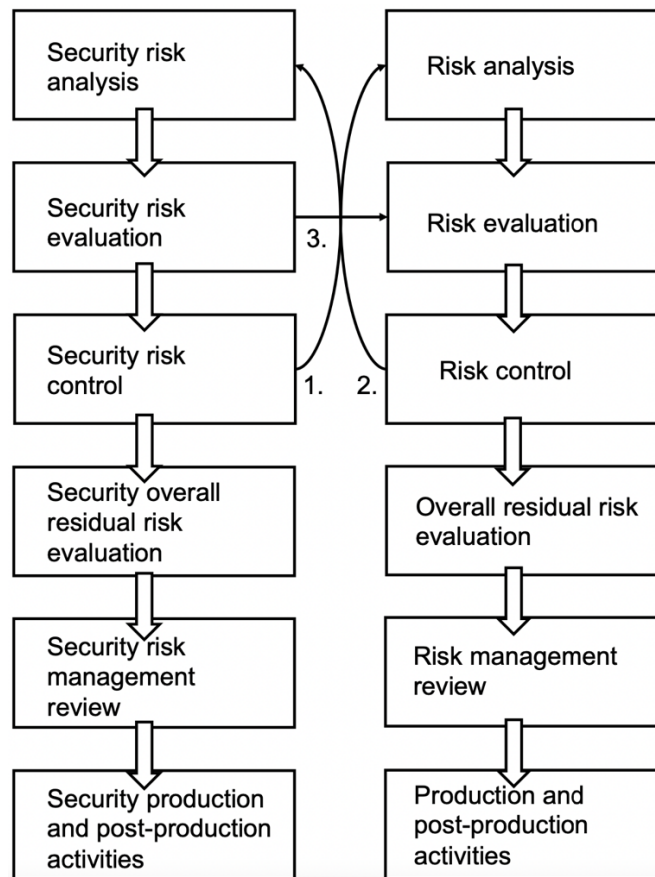 Security risk
analysis
Risk analysis
Security risk
evaluation
Risk evaluation
3.
Security risk
control
Risk control
1.
2.
Security overall
residual risk
evaluation
Overall residual risk
evaluation
Security risk
management
review
Risk management
review
Security production
and post-production
activities
Production and
post-production
activities